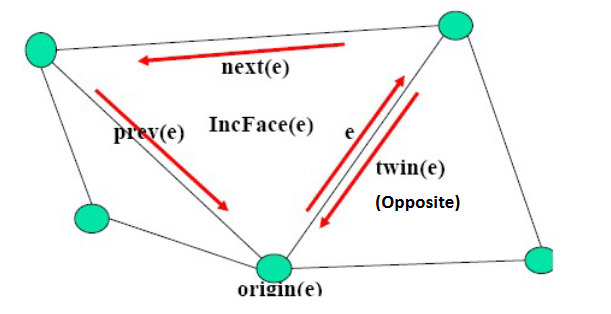 next(e)
prev(e)
IncFace(e)
e
twin(e)
(Opposite)
origin(e)